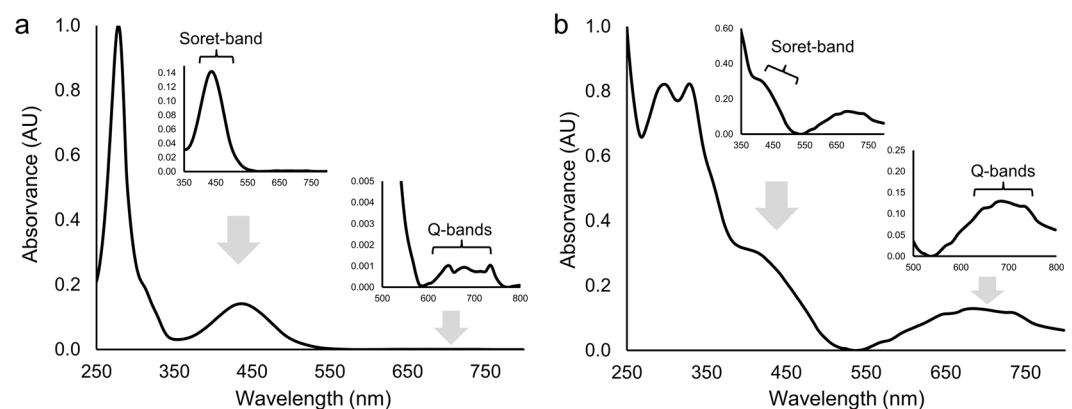 a
1.0
0.8
0.6
0.4
0.2
0.0
Absorvance (AU)
250 350 450 550 650 750
Wavelength (nm)
Soret-band
0.14
0.12
0.10
0.08
0.06
0.04
0.02
0.00
350 450 550 650 750
0.005
0.004
0.003
0.002
0.001
0.000
Q-bands
500 600 700 800
b
1.0
0.8
0.6
0.4
0.2
0.0
Absorvance (AU)
250 350 450 550 650 750
Wavelength (nm)
0.60
0.40
0.20
0.00
Soret-band
350 450 550 650 750
0.25
0.20
0.15
0.10
0.05
0.00
Q-bands
500 600 700 800